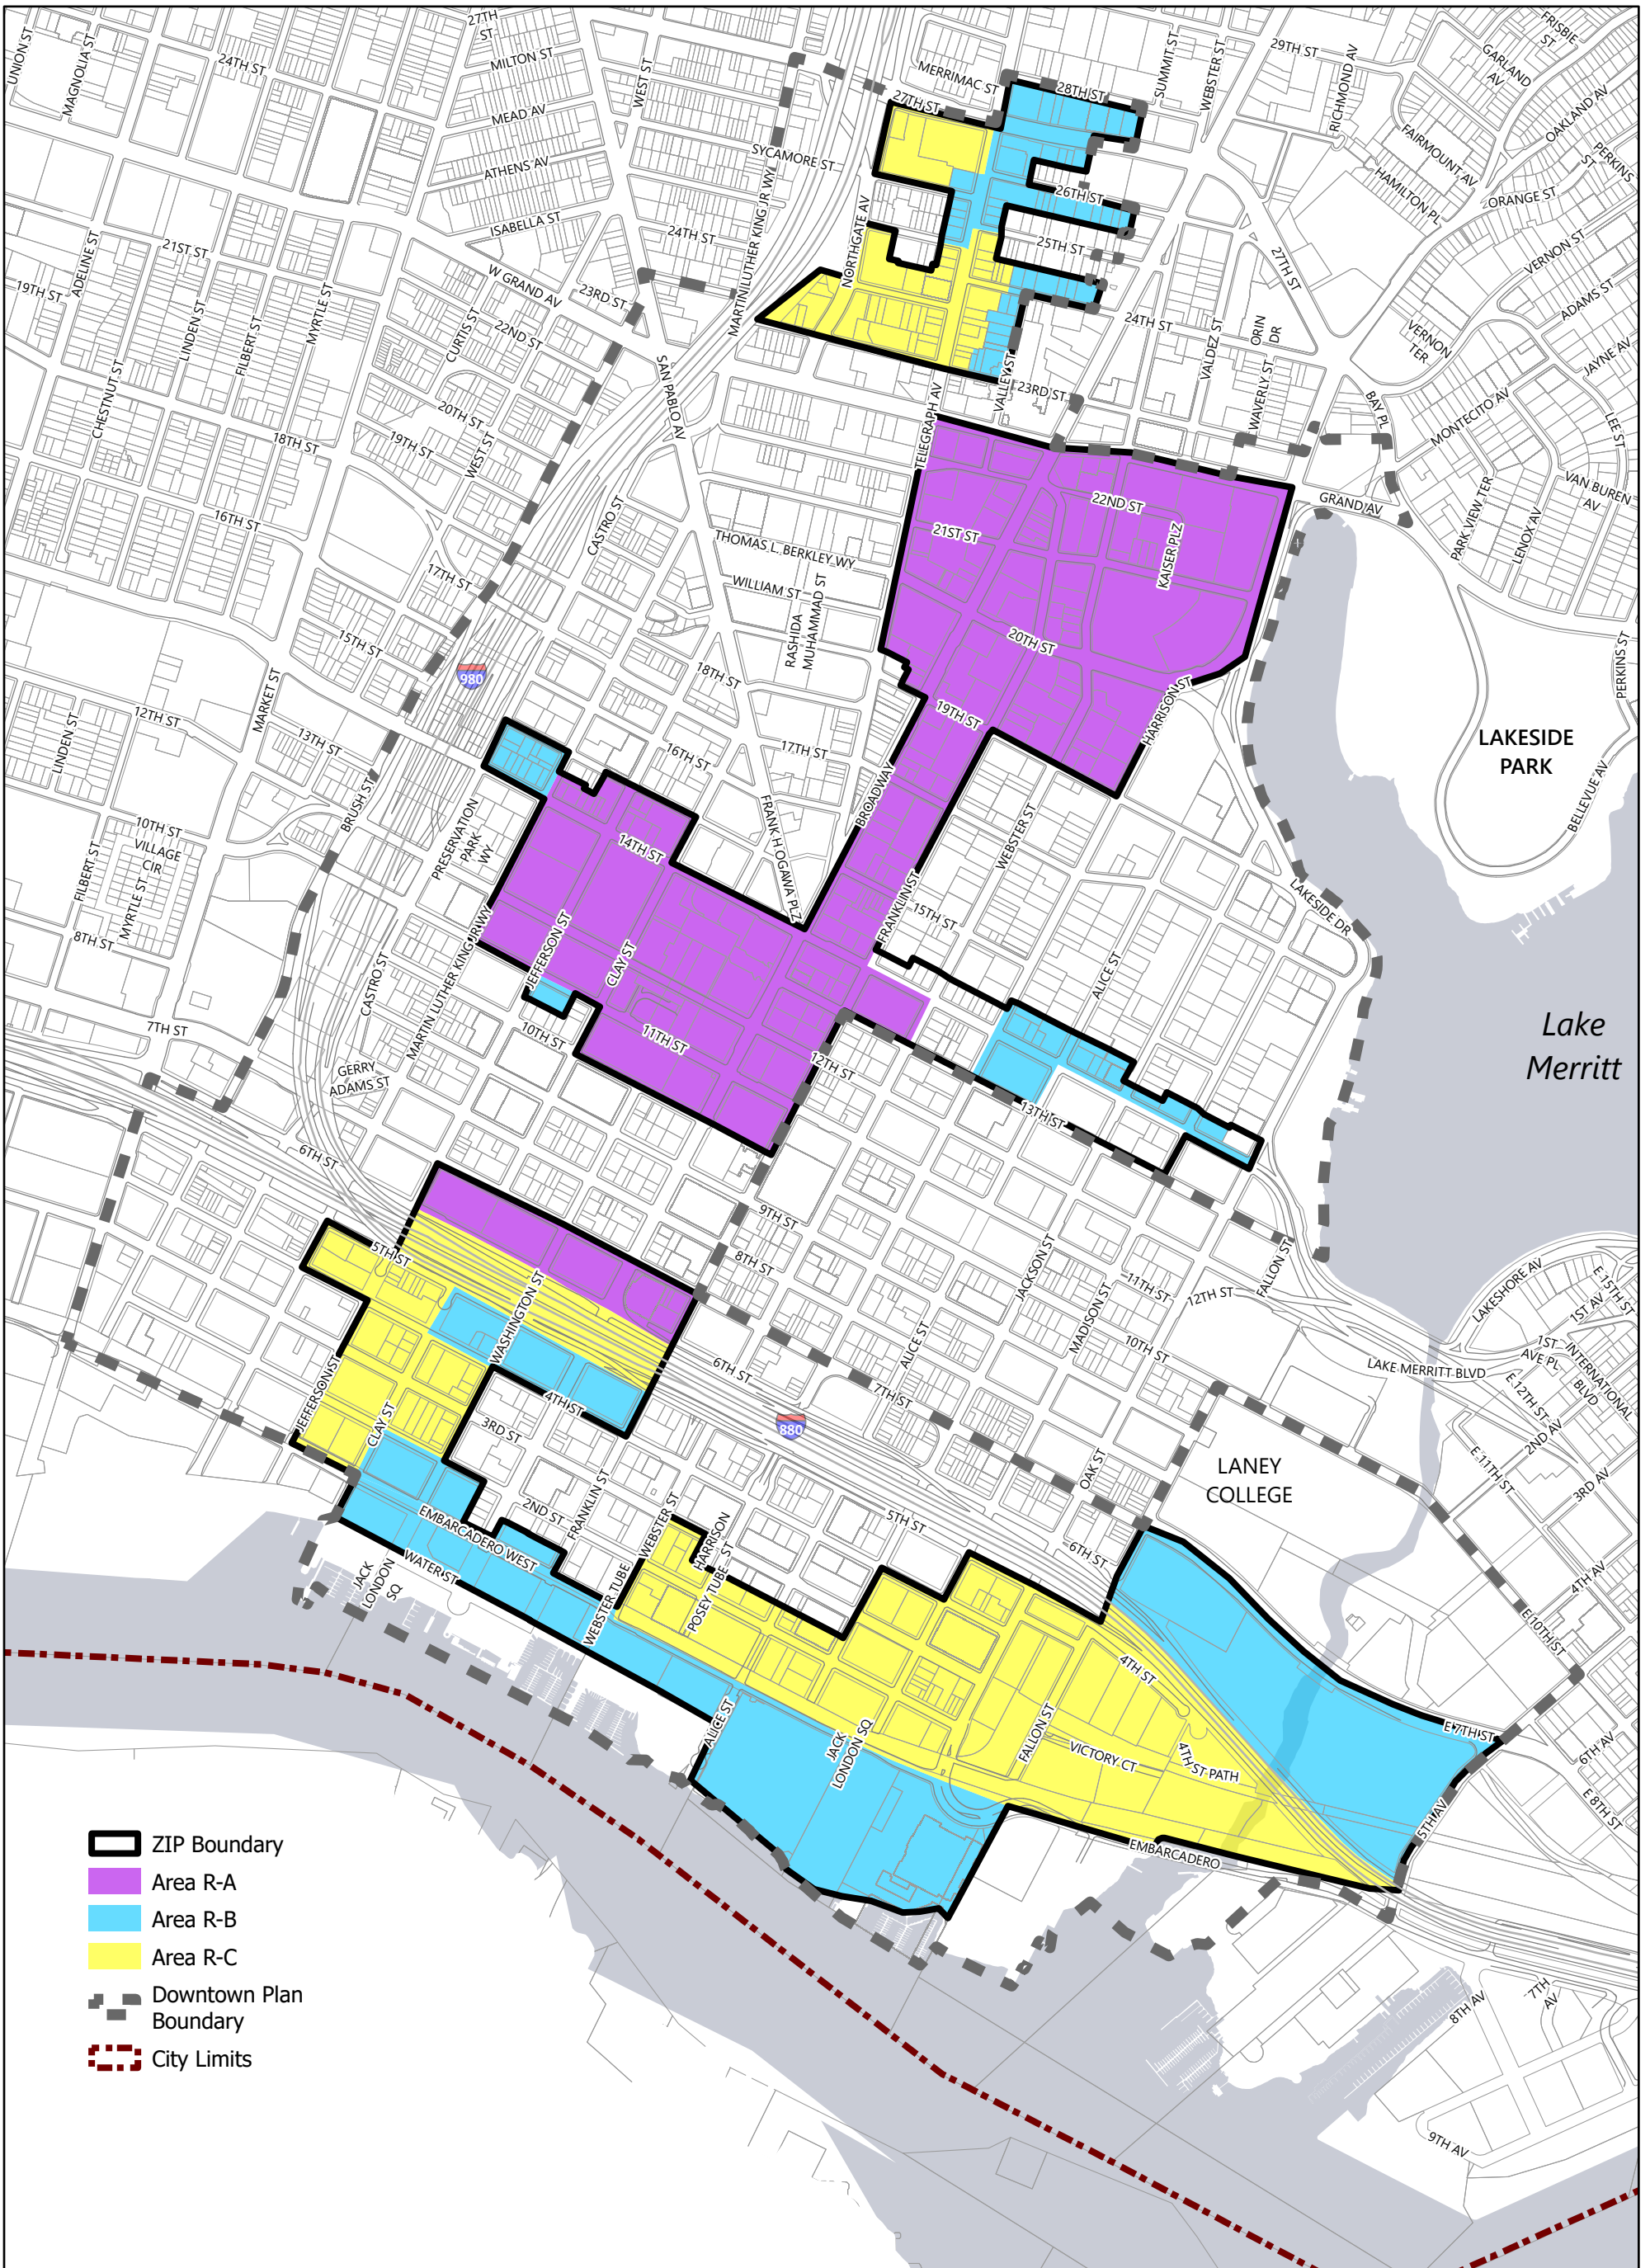 27TH
ST
MILTON ST
UNION ST
MAGNOLIA ST
24TH ST
WEST ST
MEAD AV
ATHENS AV
ISABELLA ST
SYCAMORE ST
24TH ST
MERRIMAC ST
27TH ST
28TH ST
SUMMIT ST
WEBSTER ST
29TH ST
RICHMOND AV
FRISBIE
ST
GARLAND
AV
OAKLAND AV
FAIRMOUNT AV
PERKINS
ST
HAMILTON PL
ORANGE ST
VERNON ST
26TH ST
25TH ST
27TH ST
ADAMS ST
NORTHGATE AV
MARTIN LUTHER KING JR WY
21ST ST
ADELINE ST
19TH ST
LINDEN ST
FILBERT ST
MYRTLE ST
W GRAND AV
23RD ST
22ND ST
CURTIS ST
CHESTNUT ST
20TH ST
19TH ST
WEST ST
18TH ST
16TH ST
SAN PABLO AV
24TH ST
VALDEZ ST
ORIN
DR
VERNON
TER
JAYNE AV
WAVERLY ST
BAY PL
MONTECITO AV
LEE ST
23RD ST
VALLEY ST
TELEGRAPH AV
VAN BUREN
AV
PARK VIEW TER
LENOX AV
GRAND AV
22ND ST
21ST ST
KAISER PLZ
CASTRO ST
THOMAS L. BERKLEY WY
WILLIAM ST
RASHIDA
MUHAMMAD ST
17TH ST
15TH ST
18TH ST
20TH ST
19TH ST
HARRISON ST
PERKINS ST
980
MARKET ST
12TH ST
13TH ST
LINDEN ST
16TH ST
17TH ST
BROADWAY
LAKESIDE
PARK
BELLEVUE AV
BRUSH ST
10TH ST
VILLAGE
CIR
FILBERT ST
MYRTLE ST
8TH ST
PRESERVATION
PARK
WY
14TH ST
FRANK H OGAWA PLZ
WEBSTER ST
FRANKLIN ST
15TH ST
LAKESIDE DR
MARTIN LUTHER KING JR WY
JEFFERSON ST
CLAY ST
CASTRO ST
ALICE ST
7TH ST
10TH ST
11TH ST
12TH ST
13TH ST
GERRY
ADAMS ST
Lake
Merritt
6TH ST
5TH ST
9TH ST
8TH ST
WASHINGTON ST
JACKSON ST
MADISON ST
11TH ST
12TH ST
FALLON ST
10TH ST
ALICE ST
LAKESHORE AV
E 15TH ST
1ST AV
1ST
AVE PL
INTERNATIONAL
BLVD
LAKE MERRITT BLVD
E 12TH ST
2ND AV
E 11TH ST
3RD AV
6TH ST
7TH ST
JEFFERSON ST
CLAY ST
4TH ST
3RD ST
880
OAK ST
LANEY
COLLEGE
2ND ST
FRANKLIN ST
WEBSTER ST
HARRISON
ST
5TH ST
6TH ST
4TH AV
E 10TH ST
EMBARCADERO WEST
WATER ST
JACK
LONDON
SQ
WEBSTER TUBE
POSEY TUBE
4TH ST
ALICE ST
JACK
LONDON SQ
FALLON ST
VICTORY CT
4TH ST PATH
E 7TH ST
6TH AV
E 8TH ST
5TH AV
EMBARCADERO
7TH
AV
8TH AV
9TH AV
ZIP Boundary
Area R-A
Area R-B
Area R-C
Downtown Plan
Boundary
City Limits